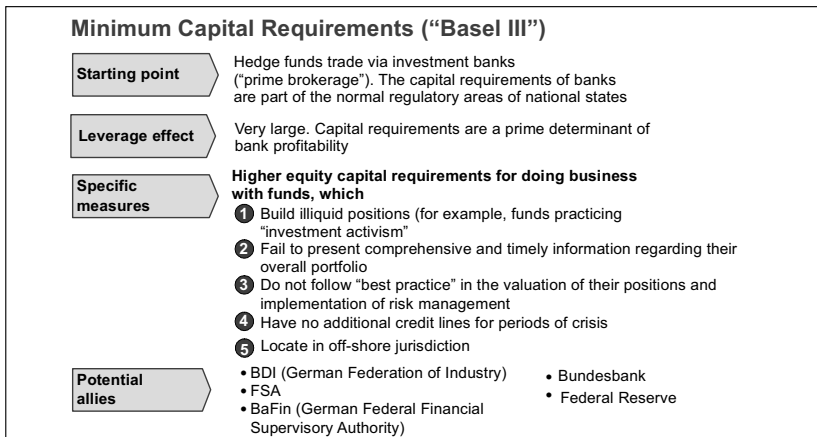 Minimum Capital Requirements (“Basel III”)
Starting point
Hedge funds trade via investment banks
(“prime brokerage”). The capital requirements of banks
are part of the normal regulatory areas of national states
Leverage effect
Very large. Capital requirements are a prime determinant of
bank profitability
Specific
measures
Higher equity capital requirements for doing business
with funds, which
1 Build illiquid positions (for example, funds practicing
“investment activism”
2 Fail to present comprehensive and timely information regarding their
overall portfolio
3 Do not follow “best practice” in the valuation of their positions and
implementation of risk management
4 Have no additional credit lines for periods of crisis
5 Locate in off-shore jurisdiction
Potential
allies
• BDI (German Federation of Industry)
• FSA
• BaFin (German Federal Financial
Supervisory Authority)
• Bundesbank
• Federal Reserve